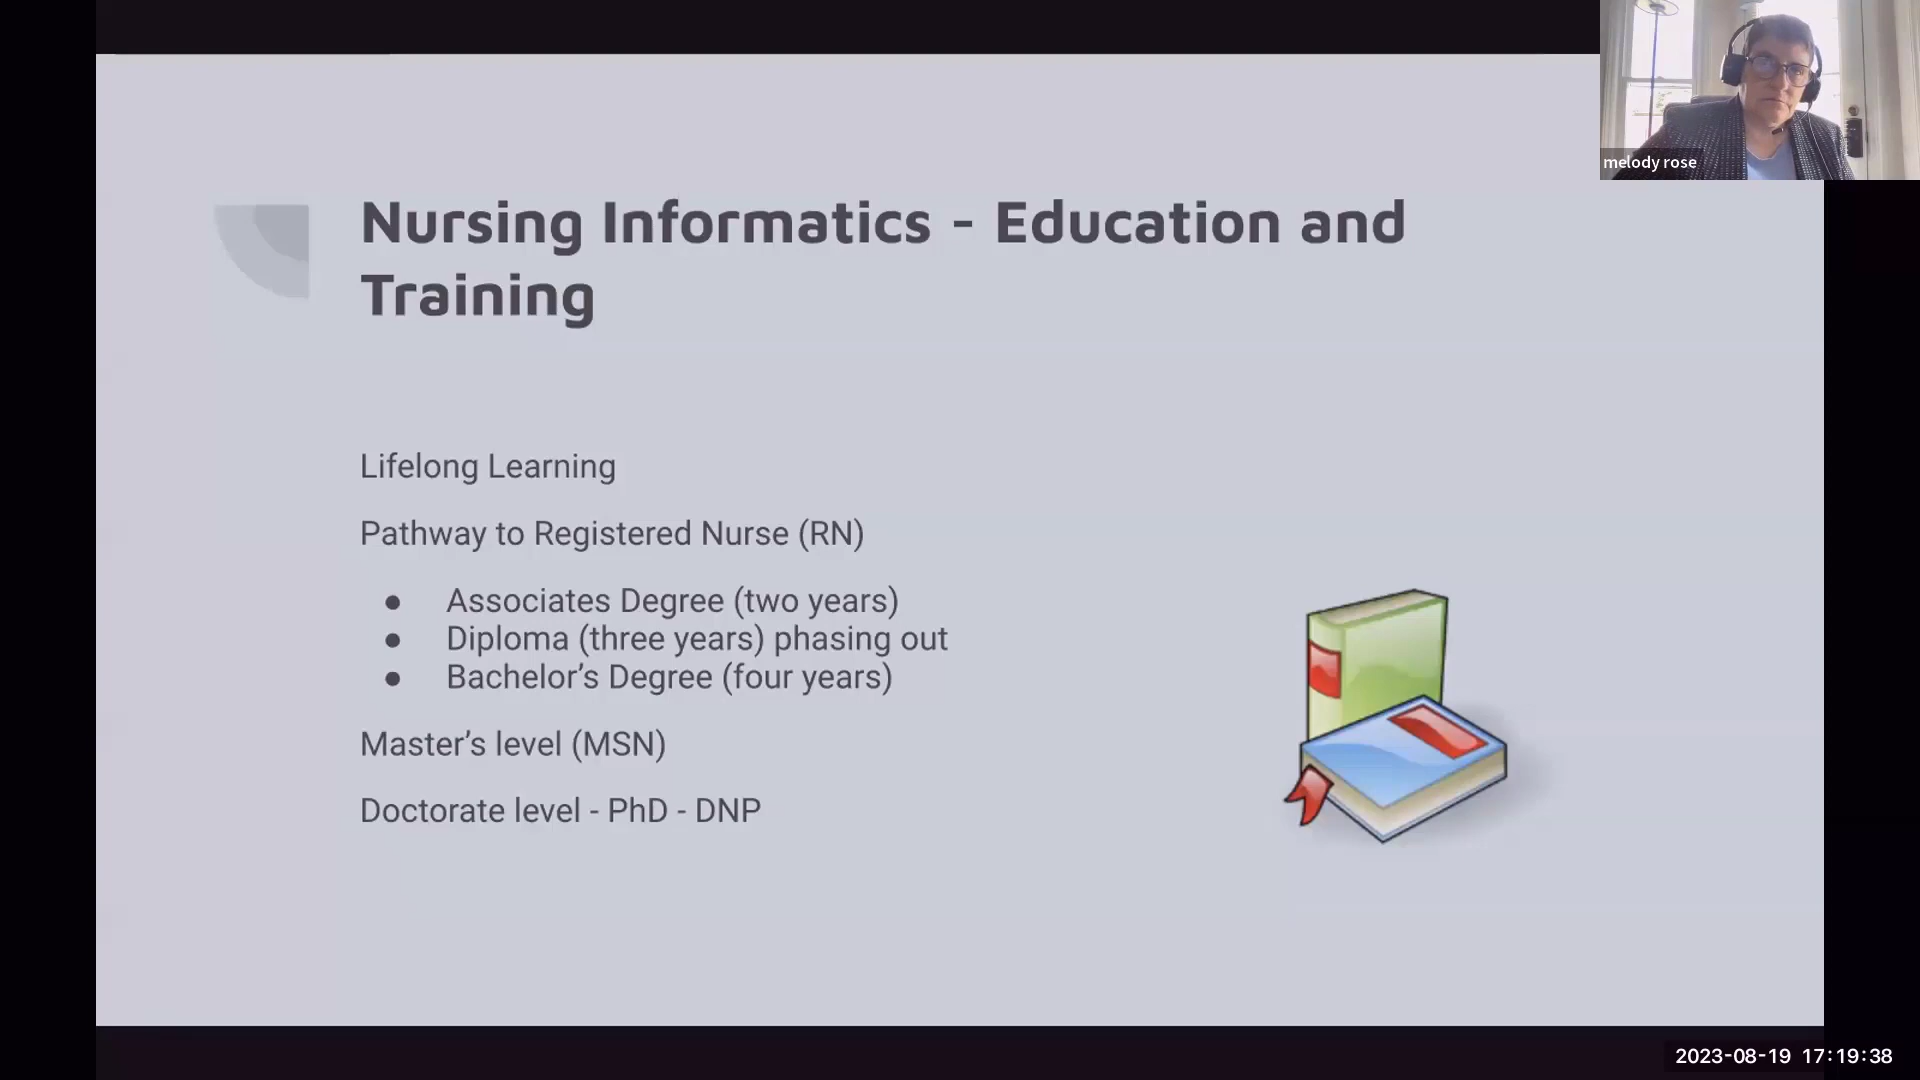 melody rose
Nursing Informatics - Education and
Training
Lifelong Learning
Pathway to Registered Nurse (RN)
● Associates Degree (two years)
● Diploma (three years) phasing out
● Bachelor’s Degree (four years)
Master’s level (MSN)
Doctorate level - PhD - DNP
2023-08-19 17:19:38